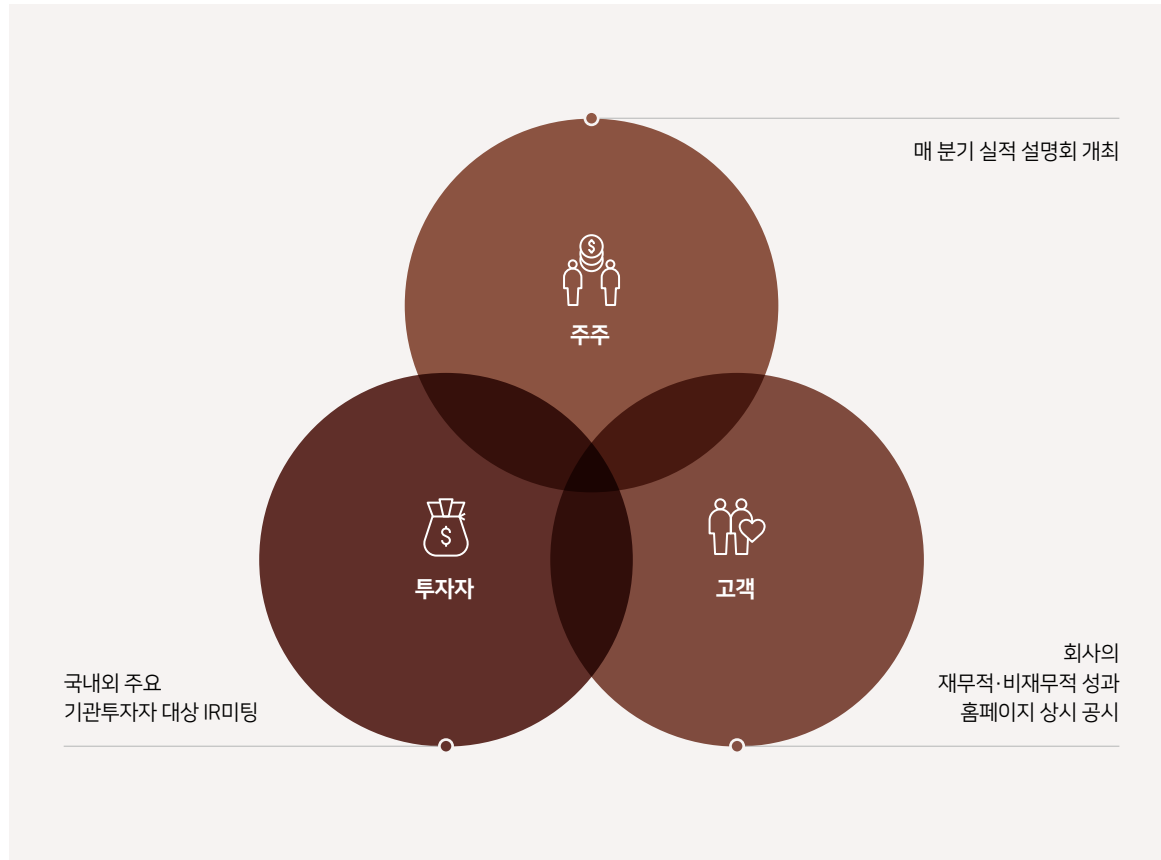 매 분기 실적 설명회 개최
주주
투자자
고객
국내외 주요
기관투자자 대상 IR미팅
회사의
재무적·비재무적 성과
홈페이지 상시 공시